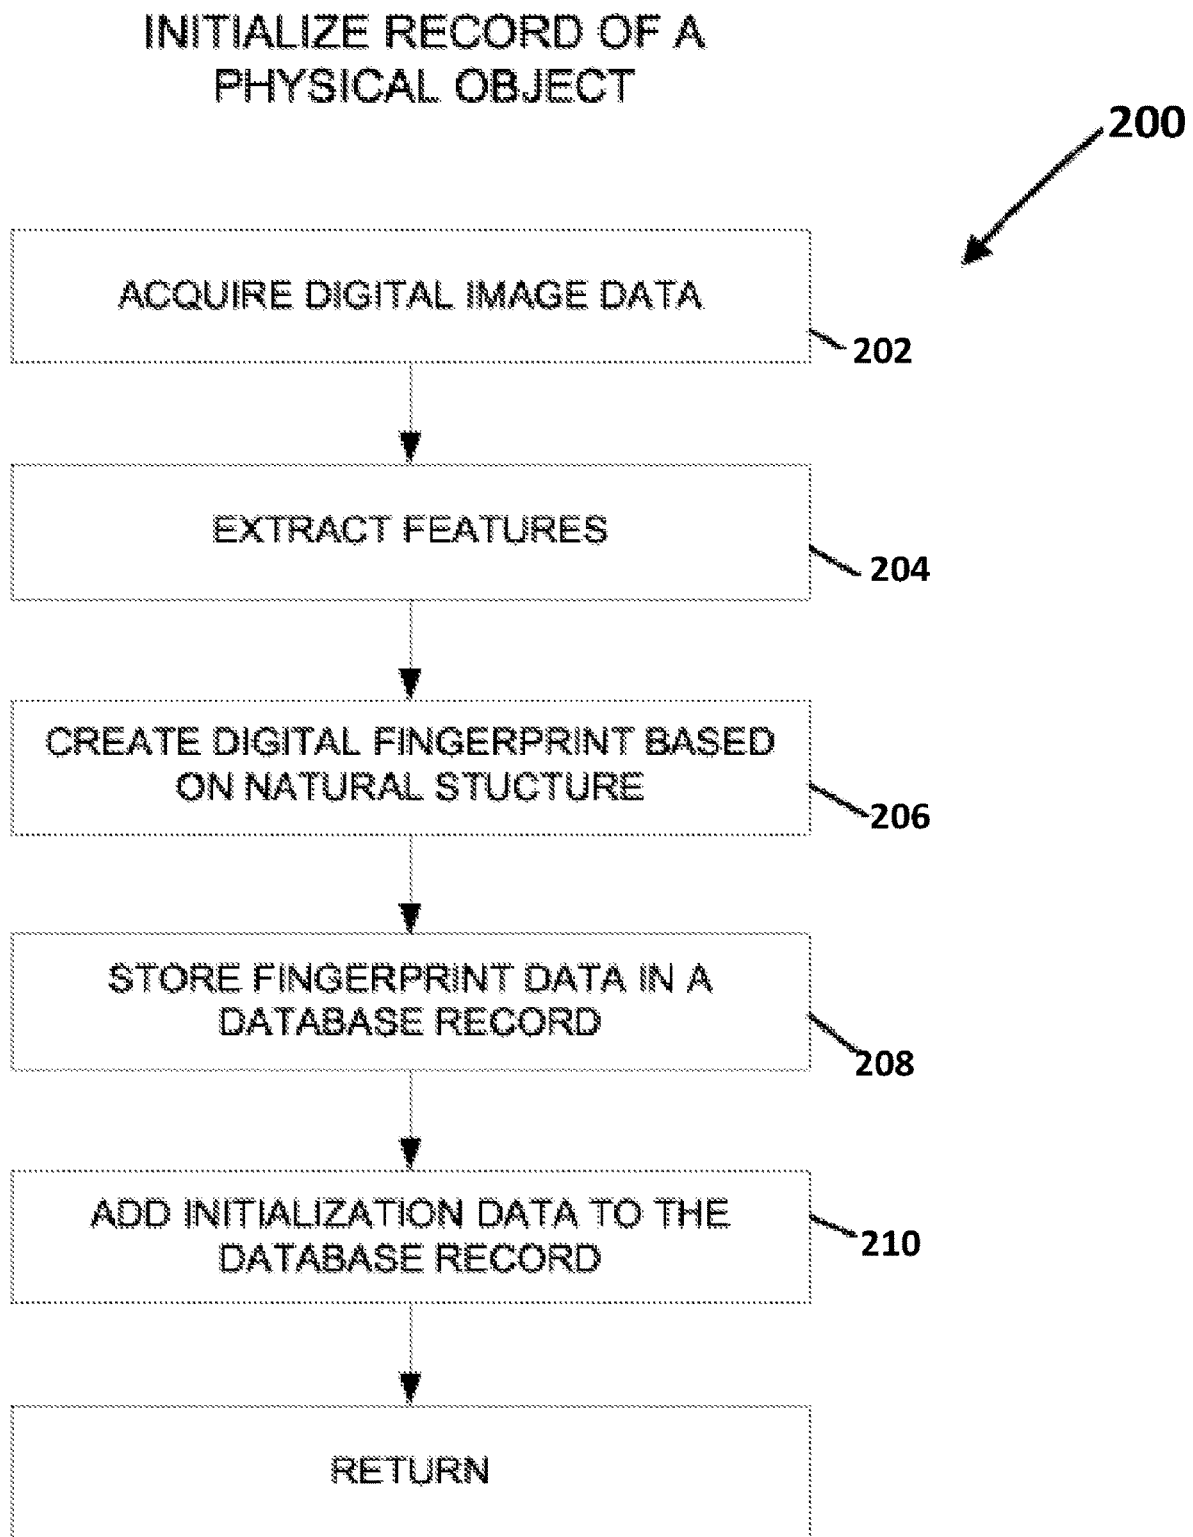 INITIALIZE RECORD OF A
PHYSICAL OBJECT
200
ACQUIRE DIGITAL IMAGE DATA
202
EXTRACT FEATURES
204
CREATE DIGITAL FINGERPRINT BASED
ON NATURAL STUCTURE
206
STORE FINGERPRINT DATA IN A
DATABASE RECORD
208
ADD INITIALIZATION DATA TO THE
DATABASE RECORD
210
RETURN